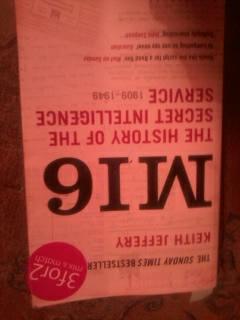 THE SUNDAY TIMES BESTSELLER
KEITH JEFFERY
MI6
THE HISTORY OF THE
SECRET INTELLIGENCE
SERVICE 1909-1949
3for2
mix & match